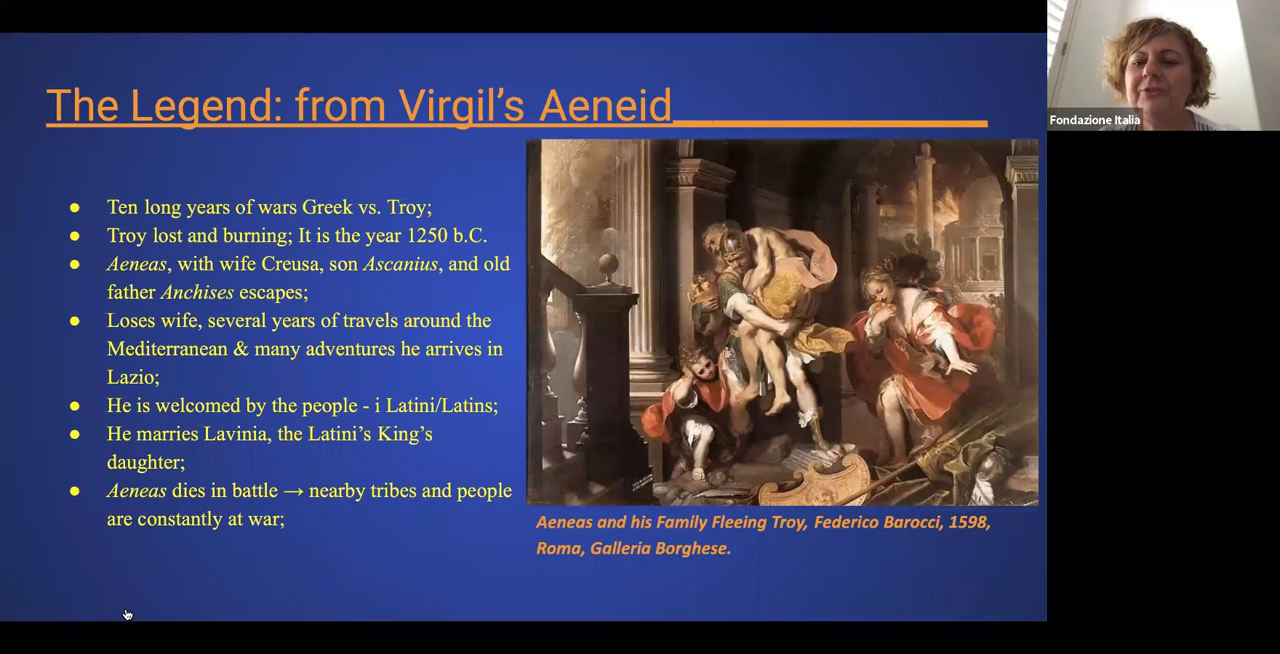 The Legend: from Virgil's Aeneid
Fondazione Italia
● Ten long years of wars Greek vs. Troy;
● Troy lost and burning; It is the year 1250 b.C.
● Aeneas, with wife Creusa, son Ascanius, and old
father Anchises escapes;
● Loses wife, several years of travels around the
Mediterranean & many adventures he arrives in
Lazio;
● He is welcomed by the people - i Latini/Latins;
● He marries Lavinia, the Latini's King's
daughter;
● Aeneas dies in battle → nearby tribes and people
are constantly at war;
Aeneas and his Family Fleeing Troy, Federico Barocci, 1598,
Roma, Galleria Borghese.